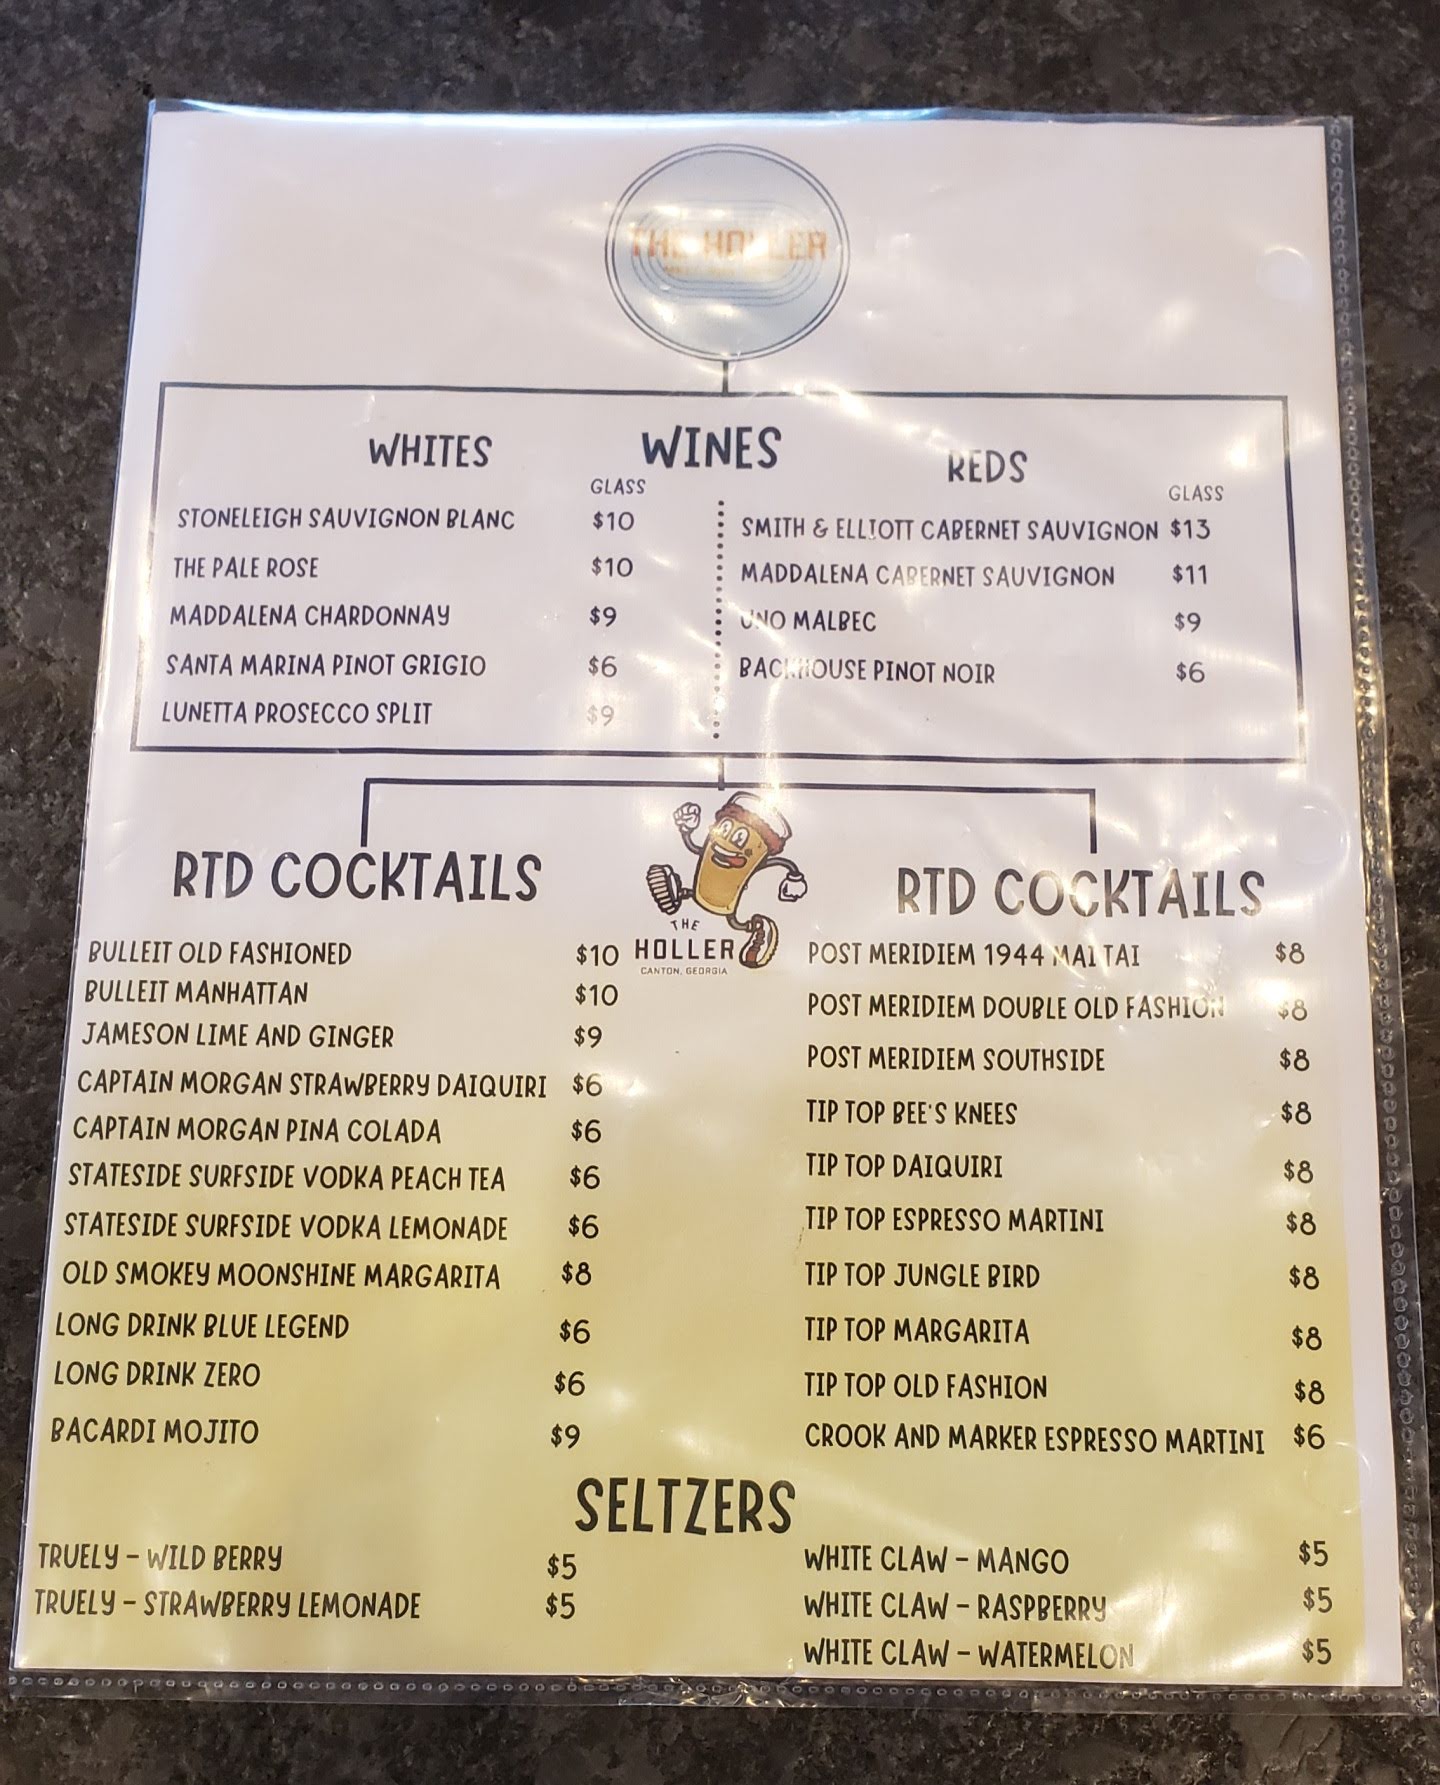 THE HOLLER
WINES
WHITES
GLASS
STONELEIGH SAUVIGNON BLANC $10
THE PALE ROSE $10
MADDALENA CHARDONNAY $9
SANTA MARINA PINOT GRIGIO $6
LUNETTA PROSECCO SPLIT $9
REDS
GLASS
SMITH & ELLIOTT CABERNET SAUVIGNON $13
MADDALENA CABERNET SAUVIGNON $11
UNO MALBEC $9
BACKHOUSE PINOT NOIR $6
RTD COCKTAILS
BULLEIT OLD FASHIONED $10
BULLEIT MANHATTAN $10
JAMESON LIME AND GINGER $9
CAPTAIN MORGAN STRAWBERRY DAIQUIRI $6
CAPTAIN MORGAN PINA COLADA $6
STATESIDE SURFSIDE VODKA PEACH TEA $6
STATESIDE SURFSIDE VODKA LEMONADE $6
OLD SMOKEY MOONSHINE MARGARITA $8
LONG DRINK BLUE LEGEND $6
LONG DRINK ZERO $6
BACARDI MOJITO $9
THE
HOLLER
CANTON, GEORGIA
RTD COCKTAILS
POST MERIDIEM 1944 MAI TAI $8
POST MERIDIEM DOUBLE OLD FASHION $8
POST MERIDIEM SOUTHSIDE $8
TIP TOP BEE'S KNEES $8
TIP TOP DAIQUIRI $8
TIP TOP ESPRESSO MARTINI $8
TIP TOP JUNGLE BIRD $8
TIP TOP MARGARITA $8
TIP TOP OLD FASHION $8
CROOK AND MARKER ESPRESSO MARTINI $6
SELTZERS
TRUELY - WILD BERRY $5
TRUELY - STRAWBERRY LEMONADE $5
WHITE CLAW - MANGO $5
WHITE CLAW - RASPBERRY $5
WHITE CLAW - WATERMELON $5